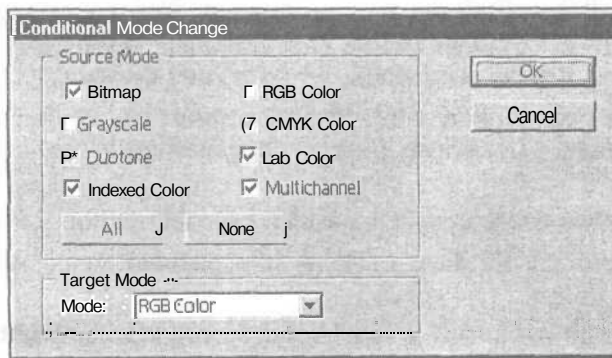 Conditional Mode Change
Source Mode
Bitmap
RGB Color
Grayscale
CMYK Color
Duotone
Lab Color
Indexed Color
Multichannel
All
None
OK
Cancel
Target Mode
Mode: RGB Color